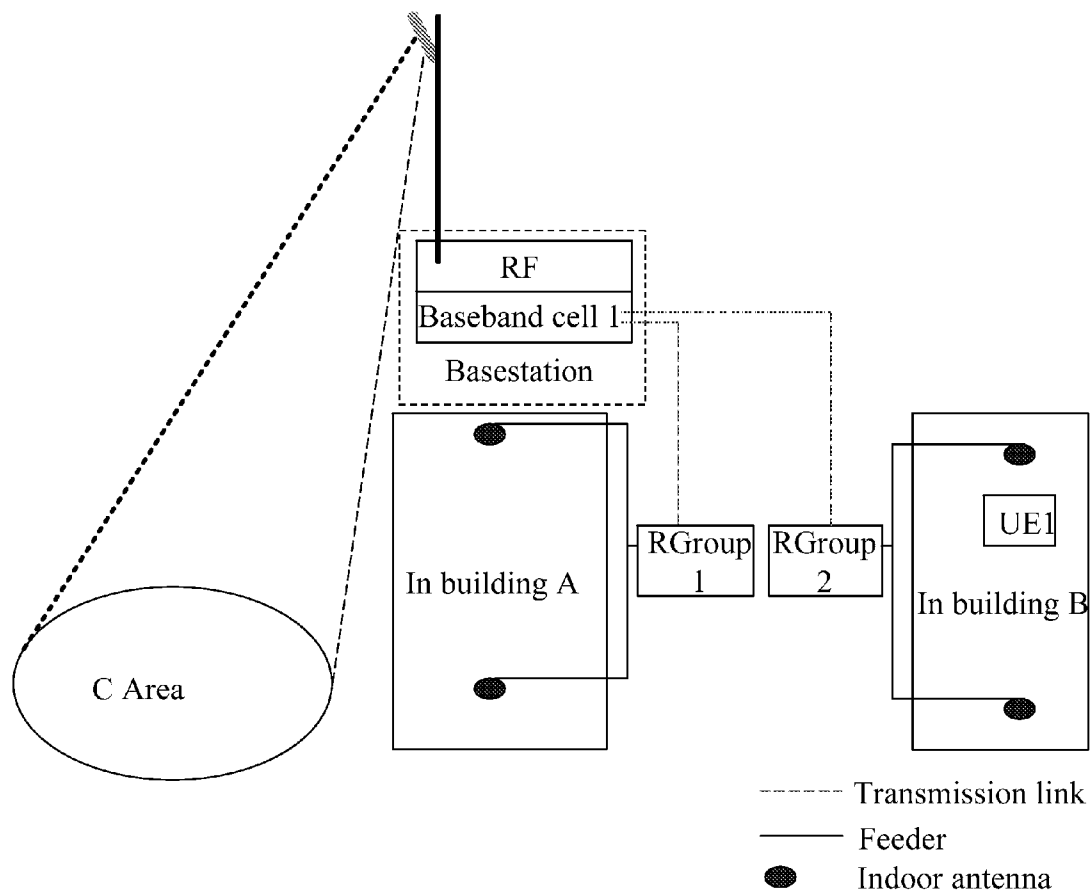 RF
Baseband cell 1
Basestation
RGroup
1
RGroup
2
UE1
In building A
In building B
C Area
Transmission link
Feeder
Indoor antenna